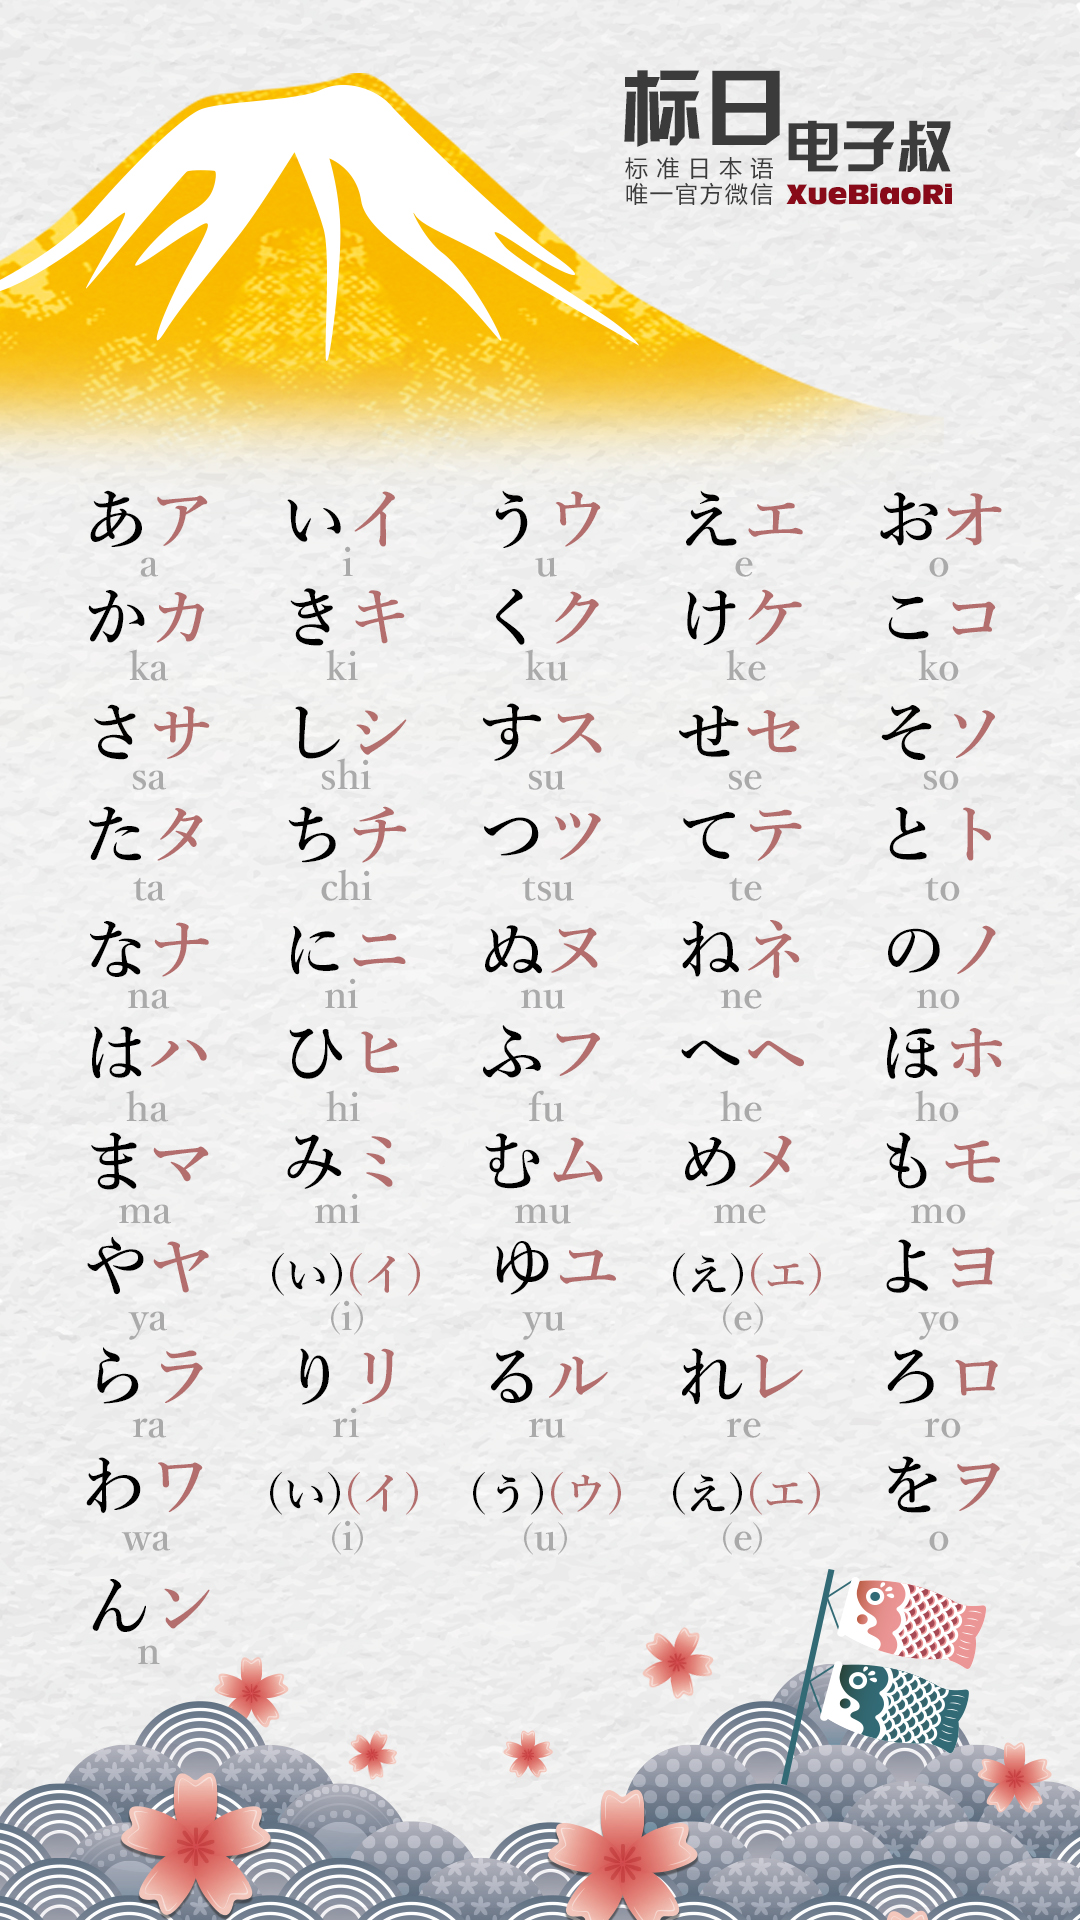 标日电子叔
标准日本语
唯一官方微信 XueBiaoRi
あア いイ うウ えエ おオ
a i u e o
かカ きキ くク けケ こコ
ka ki ku ke ko
さサ しシ すス せセ そソ
sa shi su se so
たタ ちチ つツ てテ とト
ta chi tsu te to
なナ にニ ぬヌ ねネ のノ
na ni nu ne no
はハ ひヒ ふフ へヘ ほホ
ha hi fu he ho
まマ みミ むム めメ もモ
ma mi mu me mo
やヤ (い)(イ) ゆユ (え)(エ) よヨ
ya (i) yu (e) yo
らラ りリ るル れレ ろロ
ra ri ru re ro
わワ (い)(イ) (う)(ウ) (え)(エ) をヲ
wa (i) (u) (e) o
んン
n